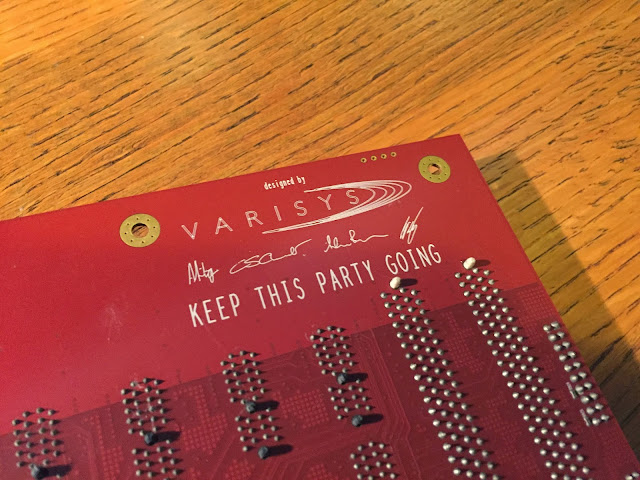 designed by
VARISYS
KEEP THIS PARTY GOING